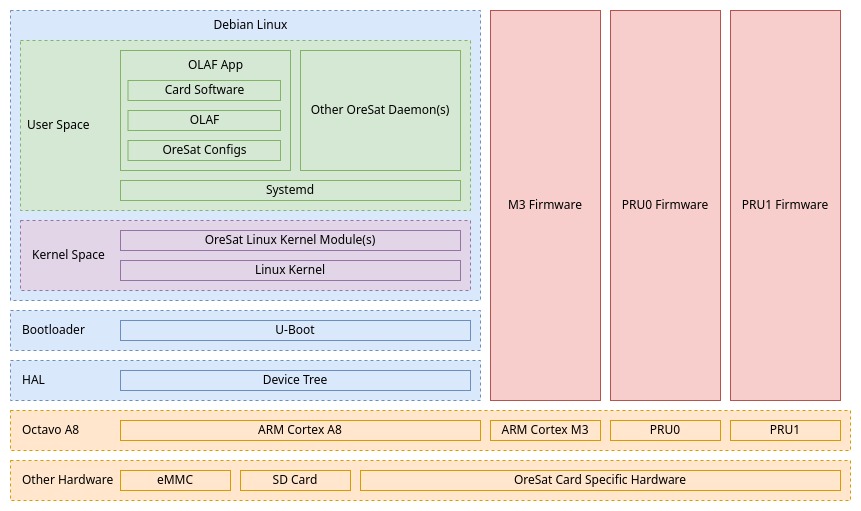 Debian Linux
User Space
OLAF App
Card Software
OLAF
OreSat Configs
Other OreSat Daemon(s)
Systemd
Kernel Space
OreSat Linux Kernel Module(s)
Linux Kernel
M3 Firmware
PRU0 Firmware
PRU1 Firmware
Bootloader
U-Boot
HAL
Device Tree
Octavo A8
ARM Cortex A8
ARM Cortex M3
PRU0
PRU1
Other Hardware
eMMC
SD Card
OreSat Card Specific Hardware